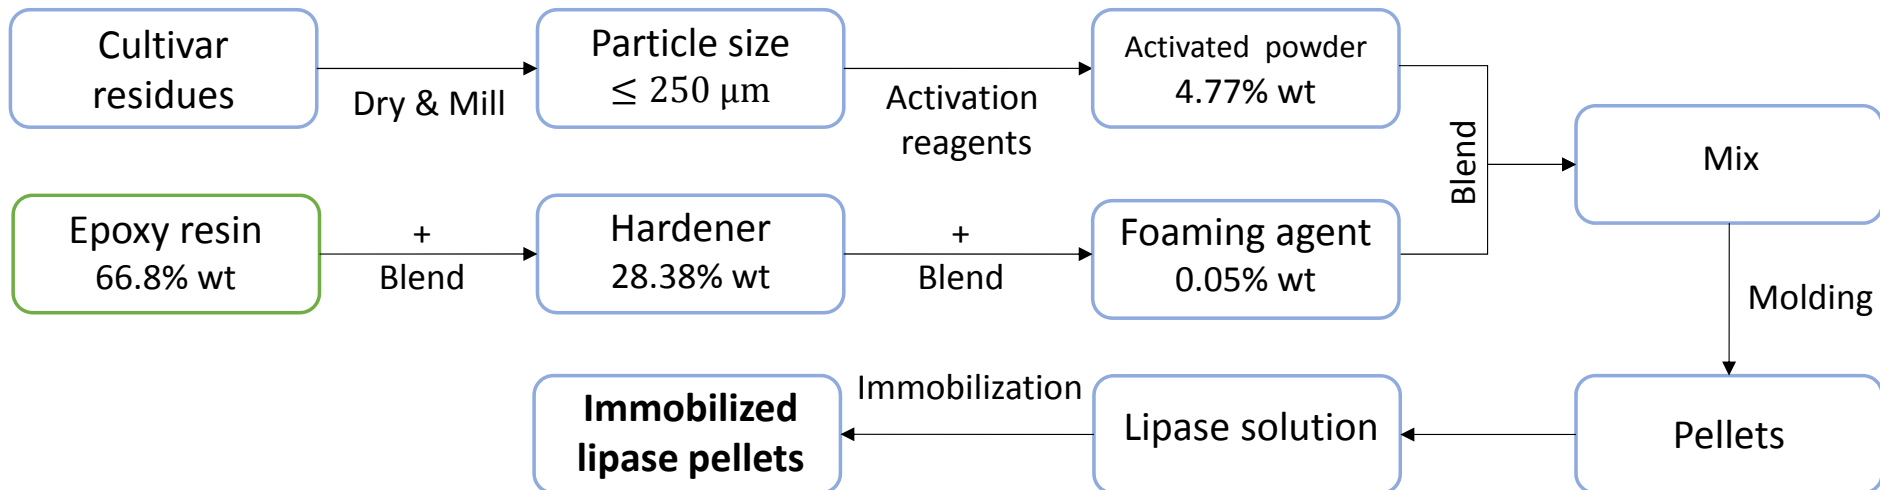 Cultivar
residues
Dry & Mill
Particle size
≤ 250 μm
Activation
reagents
Activated powder
4.77% wt
Blend
Mix
Epoxy resin
66.8% wt
+
Blend
Hardener
28.38% wt
+
Blend
Foaming agent
0.05% wt
Molding
Pellets
Lipase solution
Immobilization
Immobilized
lipase pellets